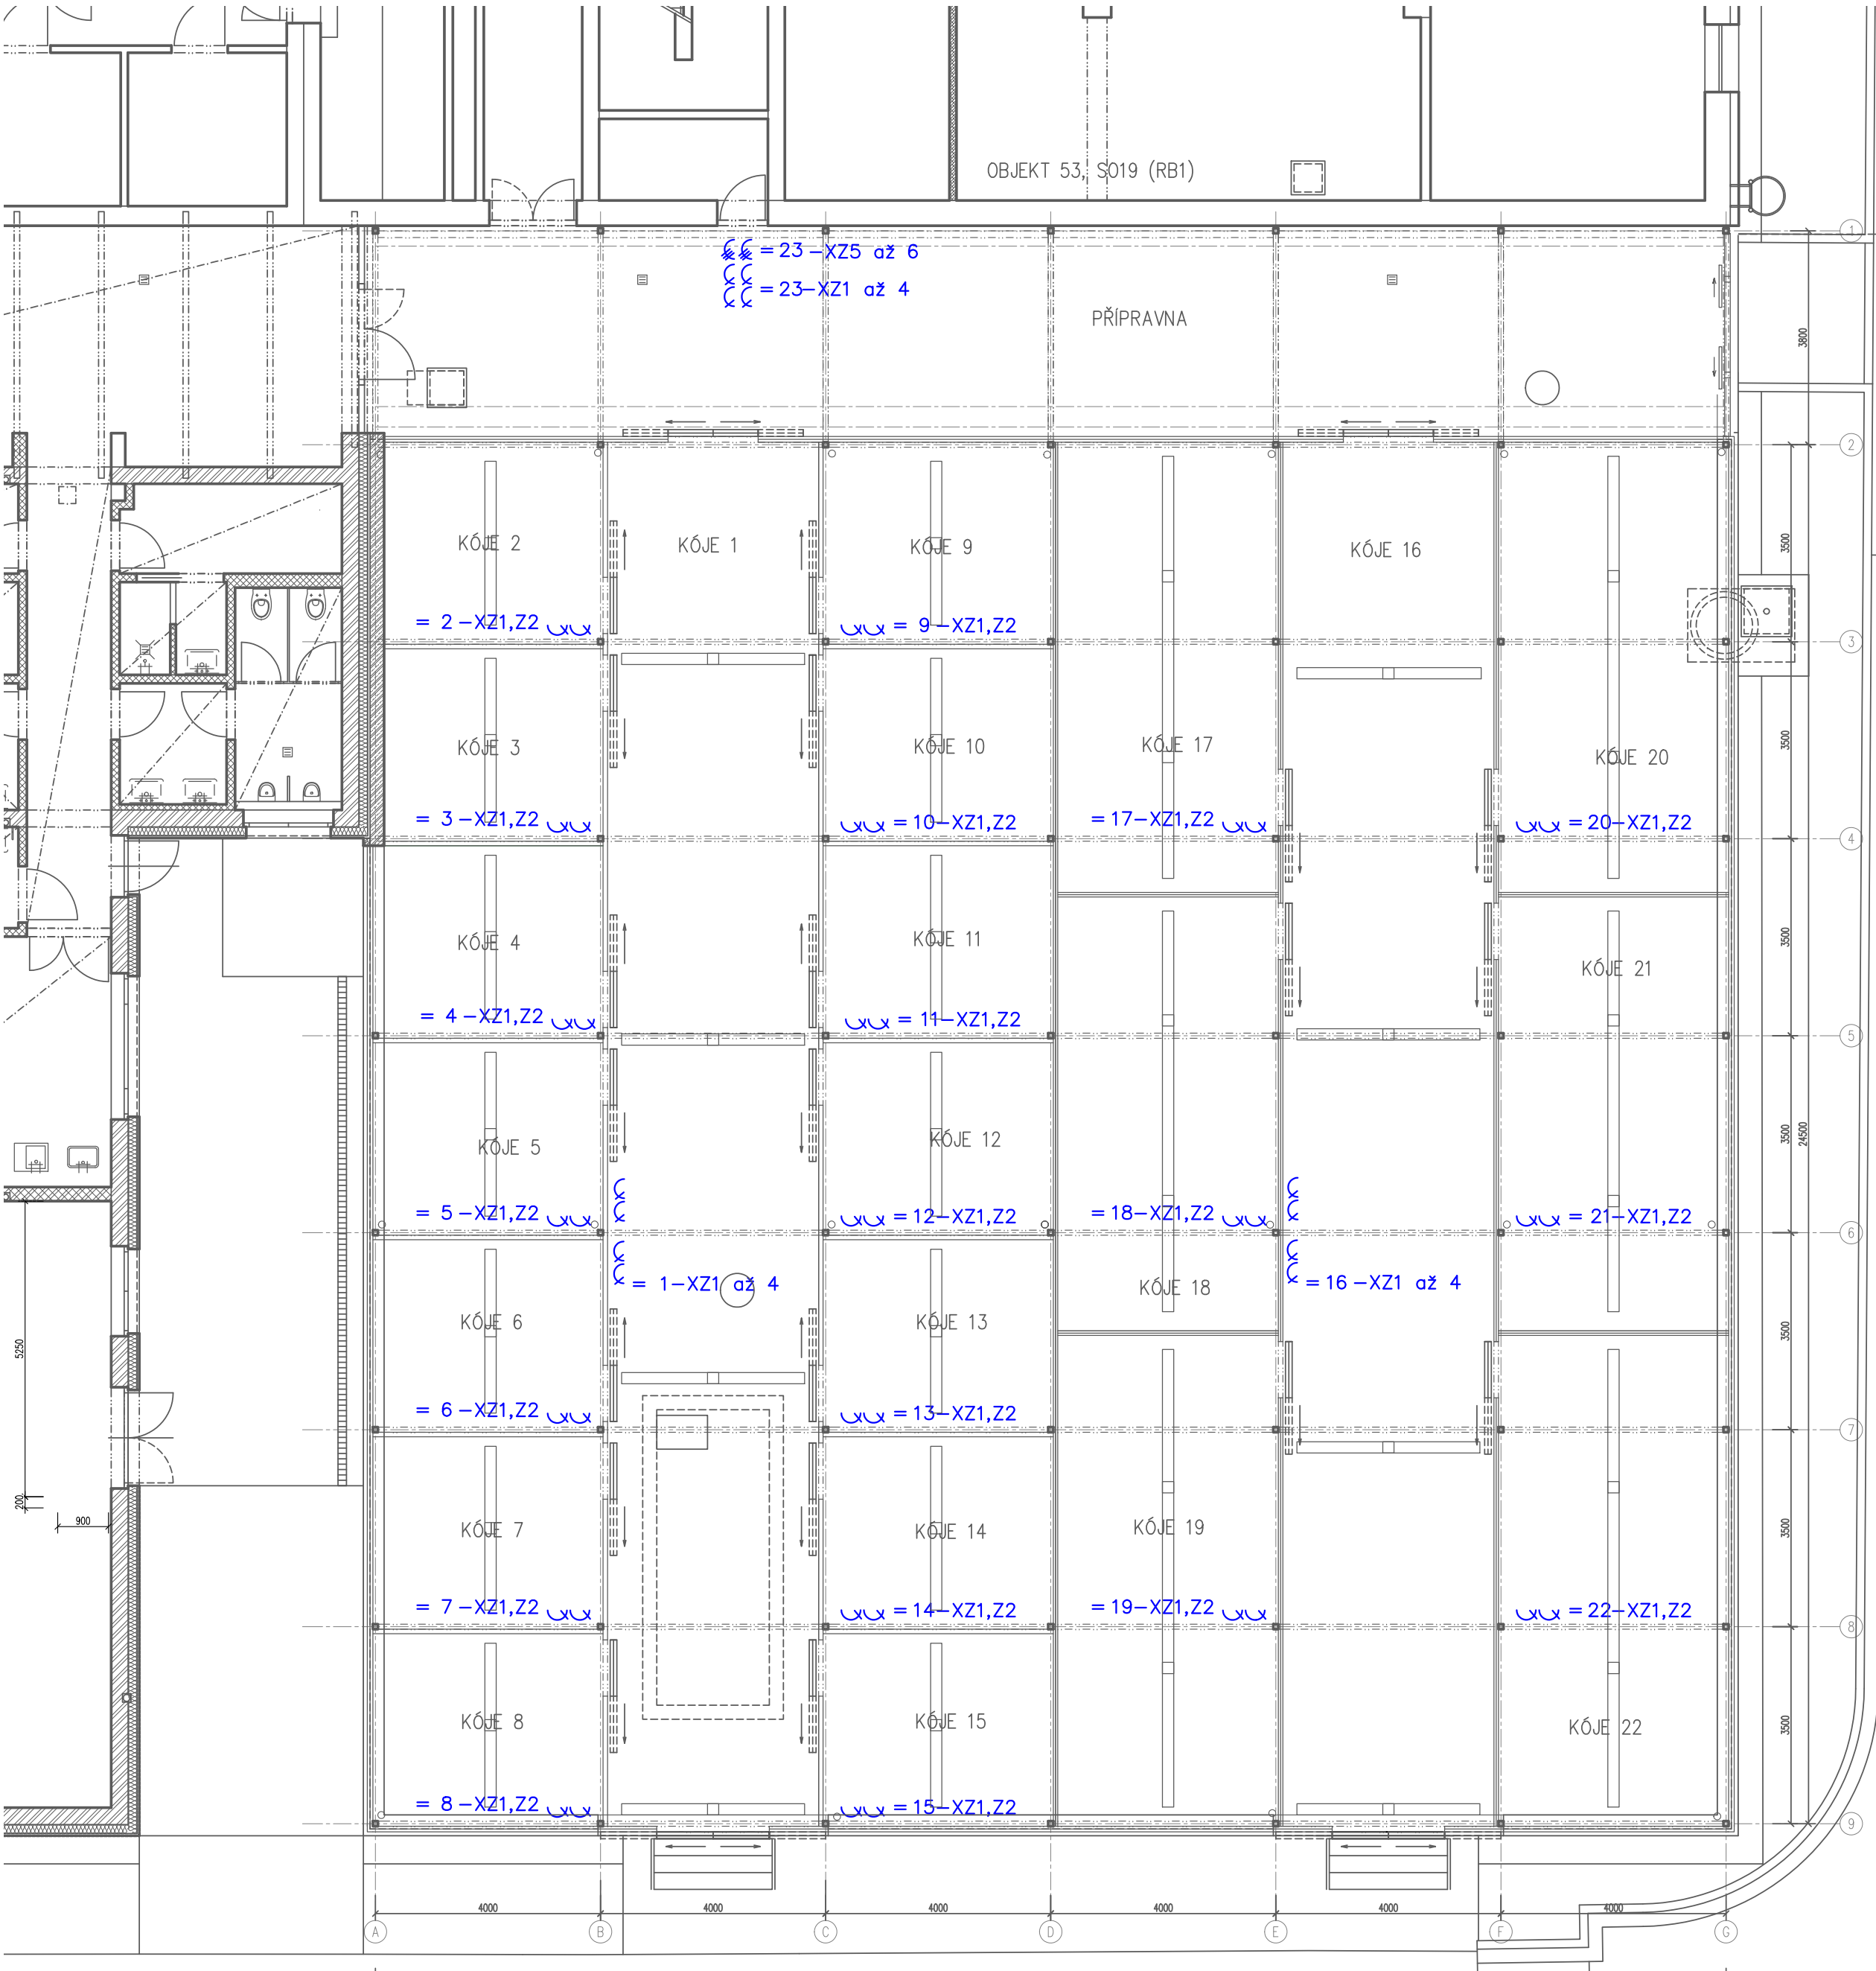 OBJEKT 53, SO19 (RB1)
1
= 23 -XZ5 až 6
= 23-XZ1 až 4
PŘÍPRAVNA
3800
2
KÓJE 2
KÓJE 1
KÓJE 9
KÓJE 16
3500
= 2 -XZ1,Z2
= 9 -XZ1,Z2
3
KÓJE 3
KÓJE 10
KÓJE 17
KÓJE 20
3500
= 3 -XZ1,Z2
= 10-XZ1,Z2
= 17-XZ1,Z2
= 20-XZ1,Z2
4
KÓJE 4
KÓJE 11
KÓJE 21
3500
= 4 -XZ1,Z2
= 11-XZ1,Z2
5
KÓJE 5
KÓJE 12
3500
24500
= 5 -XZ1,Z2
= 12-XZ1,Z2
= 18-XZ1,Z2
= 21-XZ1,Z2
6
= 1-XZ1 až 4
KÓJE 18
= 16 -XZ1 až 4
KÓJE 6
KÓJE 13
3500
5250
= 6 -XZ1,Z2
= 13-XZ1,Z2
7
200
900
KÓJE 7
KÓJE 14
KÓJE 19
3500
= 7 -XZ1,Z2
= 14-XZ1,Z2
= 19-XZ1,Z2
= 22-XZ1,Z2
8
KÓJE 8
KÓJE 15
KÓJE 22
3500
= 8 -XZ1,Z2
= 15-XZ1,Z2
9
4000
4000
4000
4000
4000
4000
A
B
C
D
E
F
G